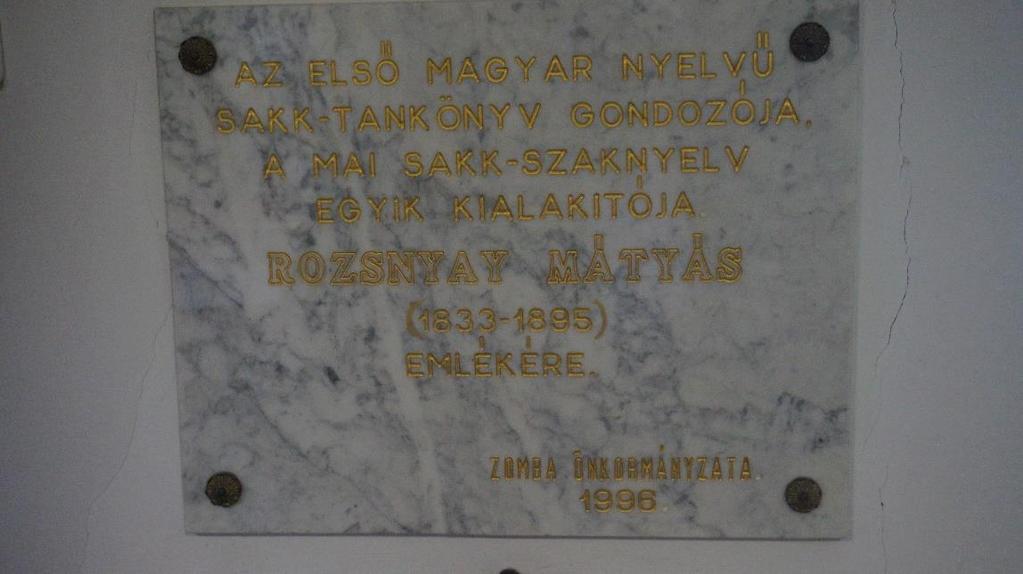 AZ ELSŐ MAGYAR NYELVŰ
SAKK-TANKÖNYV GONDOZÓJA,
A MAI SAKK-SZAKNYELV
EGYIK KIALAKITÓJA.
ROZSNYAY MÁTYÁS
(1833-1895)
EMLÉKÉRE.
ZOMBA ÖNKORMÁNYZATA.
1996.